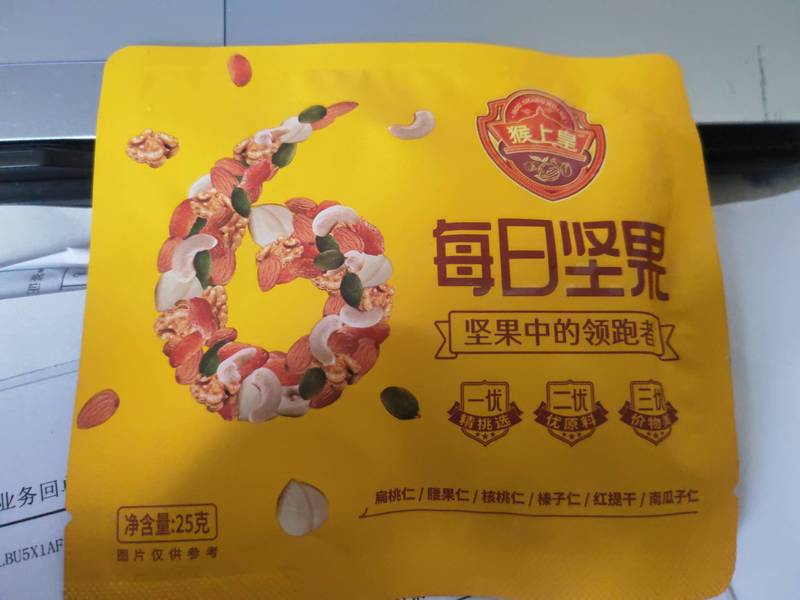 猴上皇
每日坚果
坚果中的领跑者
一优
精挑选
二优
优原料
三优
价物美
扁桃仁/腰果仁/核桃仁/榛子仁/红提干/南瓜子仁
净含量:25克
图片仅供参考
业务回单
LBU5X1AF